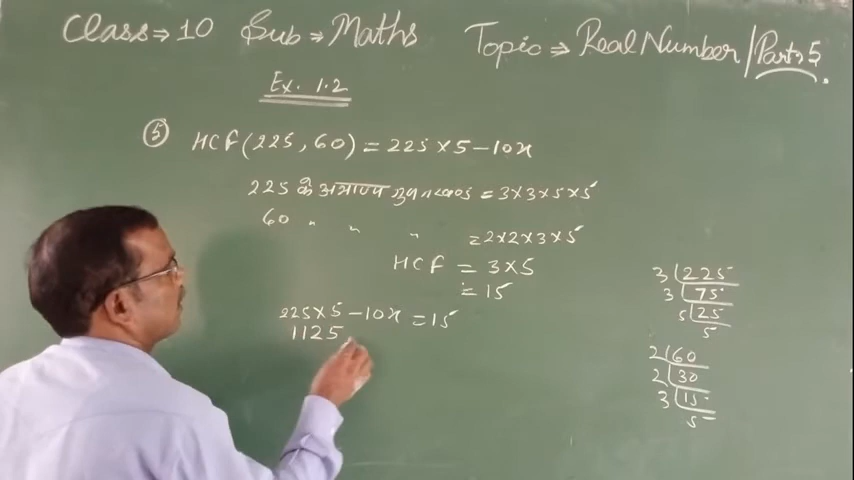 Class ⇒ 10 Sub ⇒ Maths Topic ⇒ Real Number / Part ⇒ 5
Ex. 1.2
⑤ HCF(225, 60) = 225 × 5 - 10x
225 के अभाज्य गुणनखंड = 3×3×5×5
60 " " " = 2×2×3×5
HCF = 3×5
= 15
225×5 - 10x = 15
1125
3 | 225
3 | 75
5 | 25
5
2 | 60
2 | 30
3 | 15
5